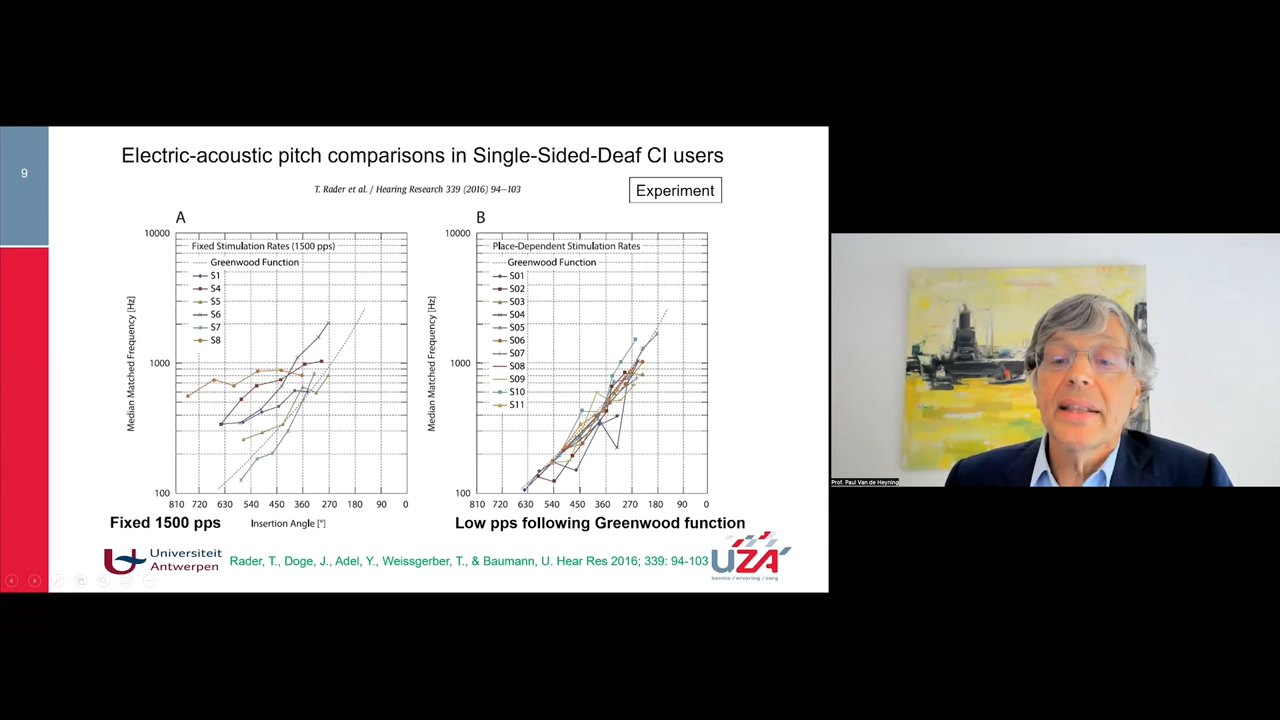 9
Electric-acoustic pitch comparisons in Single-Sided-Deaf CI users
T. Rader et al. / Hearing Research 339 (2016) 94–103
Experiment
A
10000
1000
100
Median Matched Frequency [Hz]
Fixed Stimulation Rates (1500 pps)
Greenwood Function
S1
S4
S5
S6
S7
S8
810 720 630 540 450 360 270 180 90 0
Insertion Angle [°]
Fixed 1500 pps
B
10000
1000
100
Median Matched Frequency [Hz]
Place-Dependent Stimulation Rates
Greenwood Function
S01
S02
S03
S04
S05
S06
S07
S08
S09
S10
S11
810 720 630 540 450 360 270 180 90 0
Low pps following Greenwood function
Universiteit
Antwerpen
Rader, T., Doge, J., Adel, Y., Weissgerber, T., & Baumann, U. Hear Res 2016; 339: 94-103
UZA
kennis / ervaring / zorg
Prof. Paul Van de Heyning